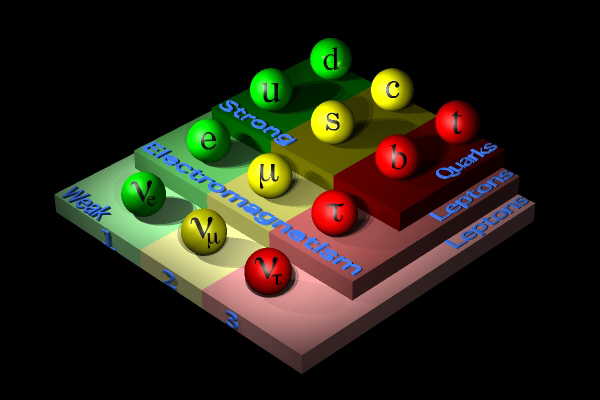 d
u
c
s
t
b
Strong
Quarks
e
μ
τ
Electromagnetism
Leptons
νe
νμ
ντ
Weak
Leptons
1
2
3